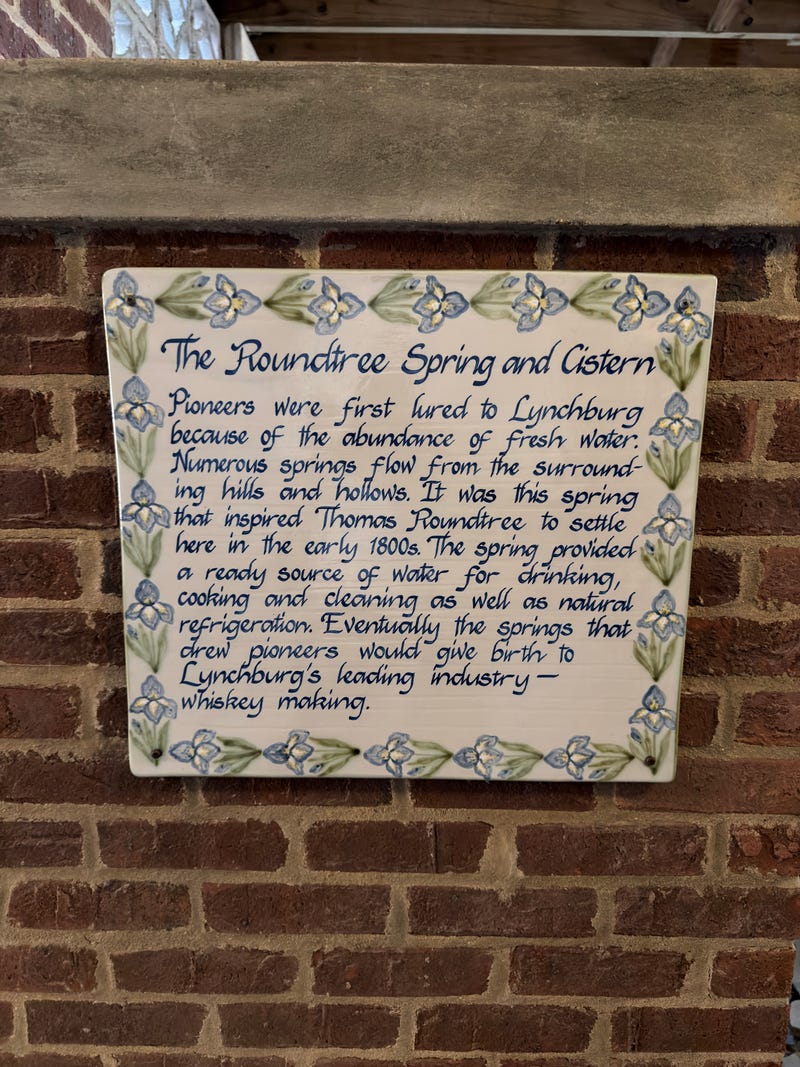 The Roundtree Spring and Cistern
Pioneers were first lured to Lynchburg
because of the abundance of fresh water.
Numerous springs flow from the surround-
ing hills and hollows. It was this spring
that inspired Thomas Roundtree to settle
here in the early 1800s. The spring provided
a ready source of water for drinking,
cooking and cleaning as well as natural
refrigeration. Eventually the springs that
drew pioneers would give birth to
Lynchburg's leading industry —
whiskey making.